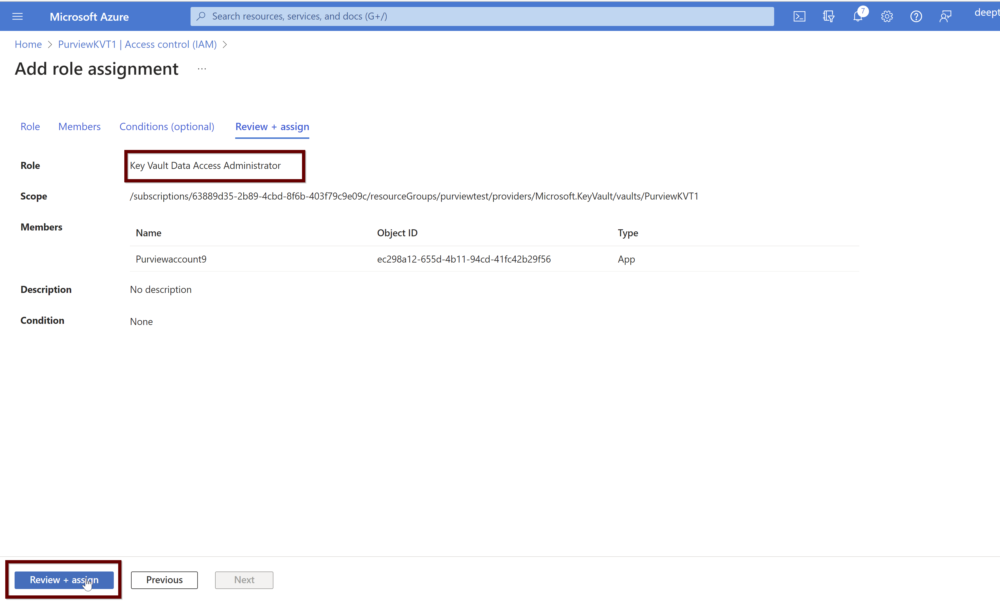 Microsoft Azure
Search resources, services, and docs (G+/)
7
deept
Home > PurviewKVT1 | Access control (IAM) >
Add role assignment ...
Role Members Conditions (optional) Review + assign
Role Key Vault Data Access Administrator
Scope /subscriptions/63889d35-2b89-4cbd-8f6b-403f79c9e09c/resourceGroups/purviewtest/providers/Microsoft.KeyVault/vaults/PurviewKVT1
Members
Name Object ID Type
Purviewaccount9 ec298a12-655d-4b11-94cd-41fc42b29f56 App
Description No description
Condition None
Review + assign Previous Next